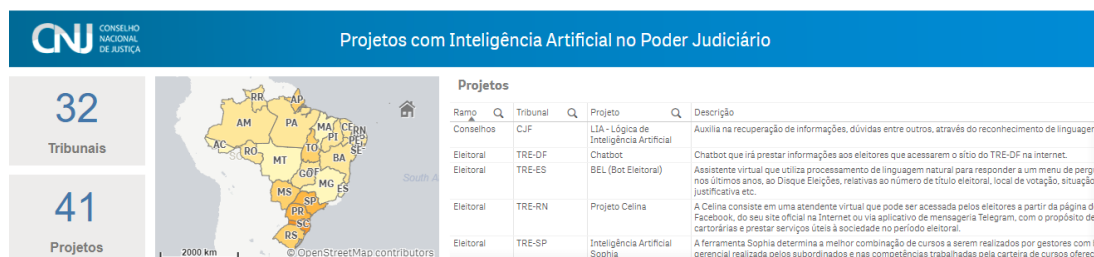 CNJ CONSELHO
NACIONAL
DE JUSTIÇA
Projetos com Inteligência Artificial no Poder Judiciário
32
Tribunais
41
Projetos
RR
AP
AM
PA
MA
CE
RN
PI
PE
AC
RO
TO
SE
MT
BA
GO
DF
MG
ES
MS
SP
PR
SC
RS
South A
2000 km
© OpenStreetMap contributors
Projetos
Ramo Tribunal Projeto Descrição
Conselhos CJF LIA - Lógica de Auxilia na recuperação de informações, dúvidas entre outros, através do reconhecimento de linguagem
Inteligência Artificial
Eleitoral TRE-DF Chatbot Chatbot que irá prestar informações aos eleitores que acessarem o sítio do TRE-DF na internet.
Eleitoral TRE-ES BEL (Bot Eleitoral) Assistente virtual que utiliza processamento de linguagem natural para responder a um menu de
nos últimos anos, ao Disque Eleições, relativas ao número de título eleitoral, local de votação, situação
justificativa etc.
Eleitoral TRE-RN Projeto Celina A Celina consiste em uma atendente virtual que pode ser acessada pelos eleitores a partir da página d
Facebook, do seu site oficial na Internet ou via aplicativo de mensageria Telegram, com o propósito de
cartorárias e prestar serviços úteis à sociedade no período eleitoral.
Eleitoral TRE-SP Inteligência Artificial A ferramenta Sophia determina a melhor combinação de cursos a serem realizados por gestores com
Sophia gerencial realizada pelos subordinados e nas competências trabalhadas pela carteira de cursos